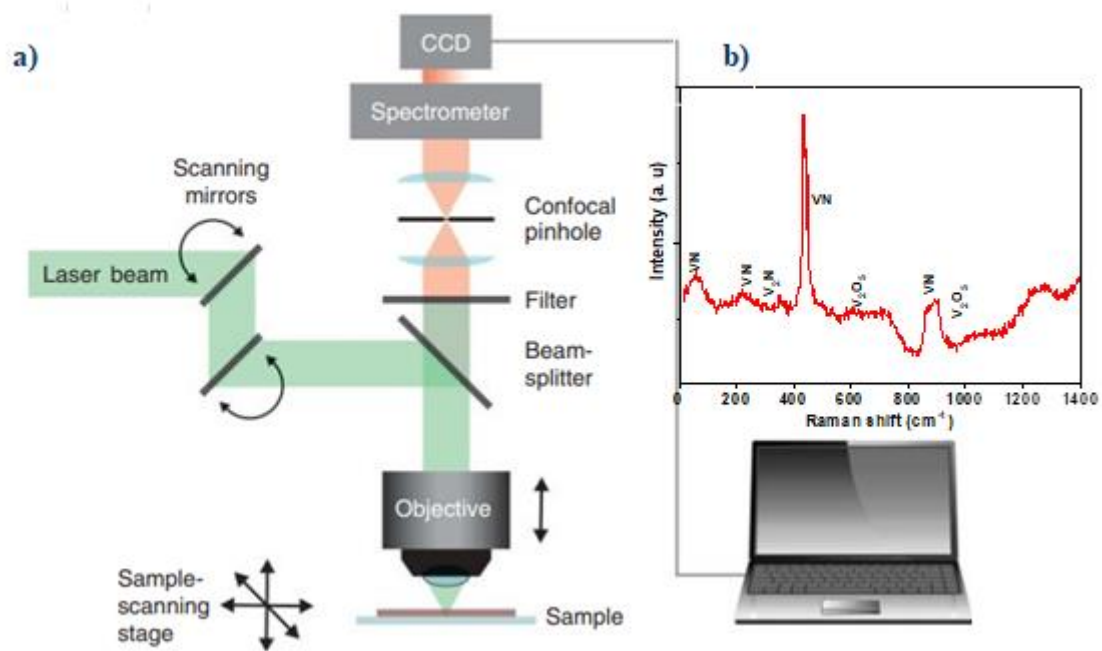 a)
CCD
Spectrometer
Scanning
mirrors
Confocal
pinhole
Laser beam
Filter
Beam-
splitter
Objective
Sample-
scanning
stage
Sample
b)
Intensity (a. u)
VN
VN
V₂N
VN
V₂O₅
VN
V₂O₅
0 200 400 600 800 1000 1200 1400
Raman shift (cm⁻¹)